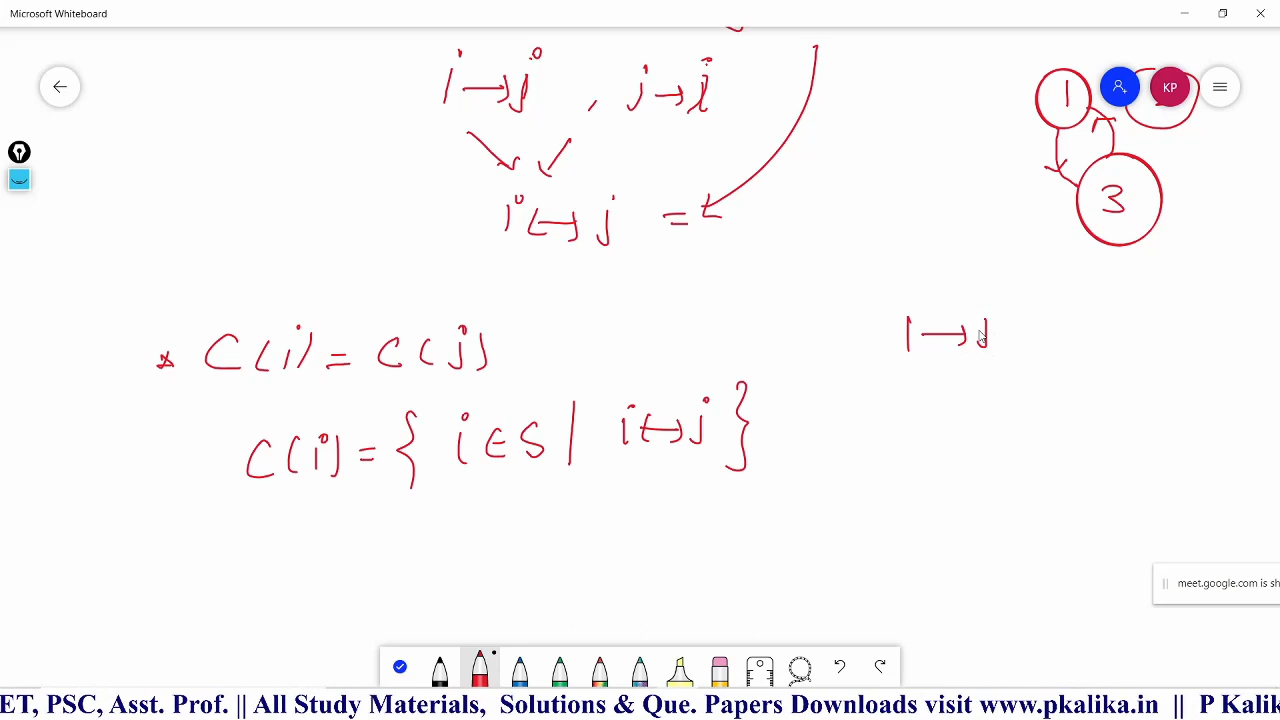 Microsoft Whiteboard
i → j , j → i
1
KP
3
i ↔ j =
1 → j
* C(i) = C(j)
C(i) = { i ∈ S | i ↔ j }
meet.google.com is sh
ET, PSC, Asst. Prof. || All Study Materials, Solutions & Que. Papers Downloads visit www.pkalika.in || P Kalika